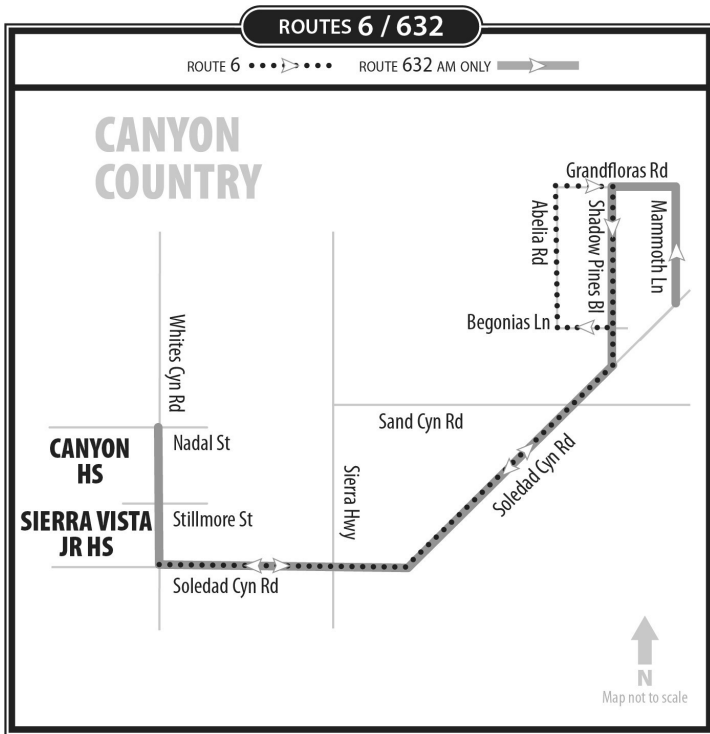 ROUTES 6 / 632
ROUTE 6
ROUTE 632 AM ONLY
CANYON
COUNTRY
Grandfloras Rd
Abelia Rd
Shadow Pines Bl
Mammoth Ln
Begonias Ln
Whites Cyn Rd
Sand Cyn Rd
CANYON
HS
Nadal St
Sierra Hwy
Soledad Cyn Rd
SIERRA VISTA
JR HS
Stillmore St
Soledad Cyn Rd
N
Map not to scale